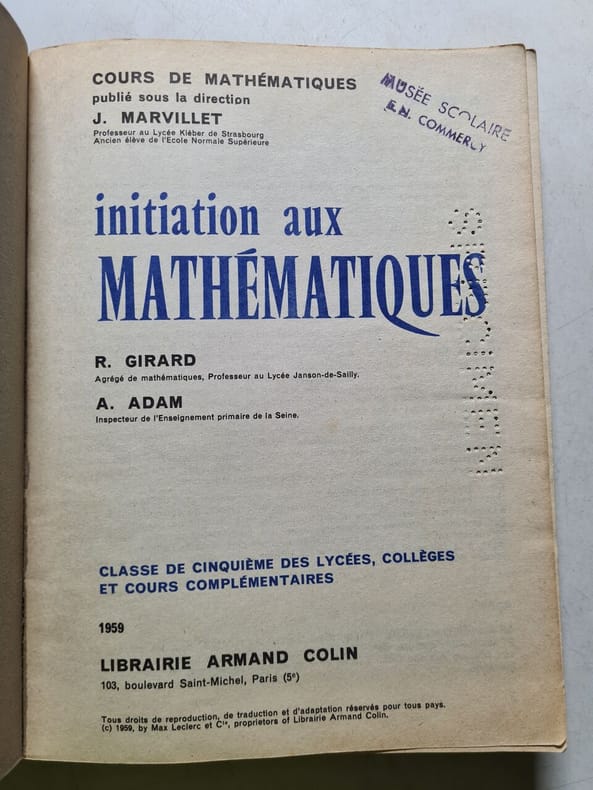 COURS DE MATHÉMATIQUES
publié sous la direction
J. MARVILLET
Professeur au Lycée Kléber de Strasbourg
Ancien élève de l'Ecole Normale Supérieure
MUSÉE SCOLAIRE
E.N. COMMERCY
initiation aux
MATHÉMATIQUES
R. GIRARD
Agrégé de mathématiques, Professeur au Lycée Janson-de-Sailly.
A. ADAM
Inspecteur de l'Enseignement primaire de la Seine.
CLASSE DE CINQUIÈME DES LYCÉES, COLLÈGES
ET COURS COMPLÉMENTAIRES
1959
LIBRAIRIE ARMAND COLIN
103, boulevard Saint-Michel, Paris (5e)
Tous droits de reproduction, de traduction et d'adaptation réservés pour tous pays.
(c) 1959, by Max Leclerc et Cie, proprietors of Librairie Armand Colin.